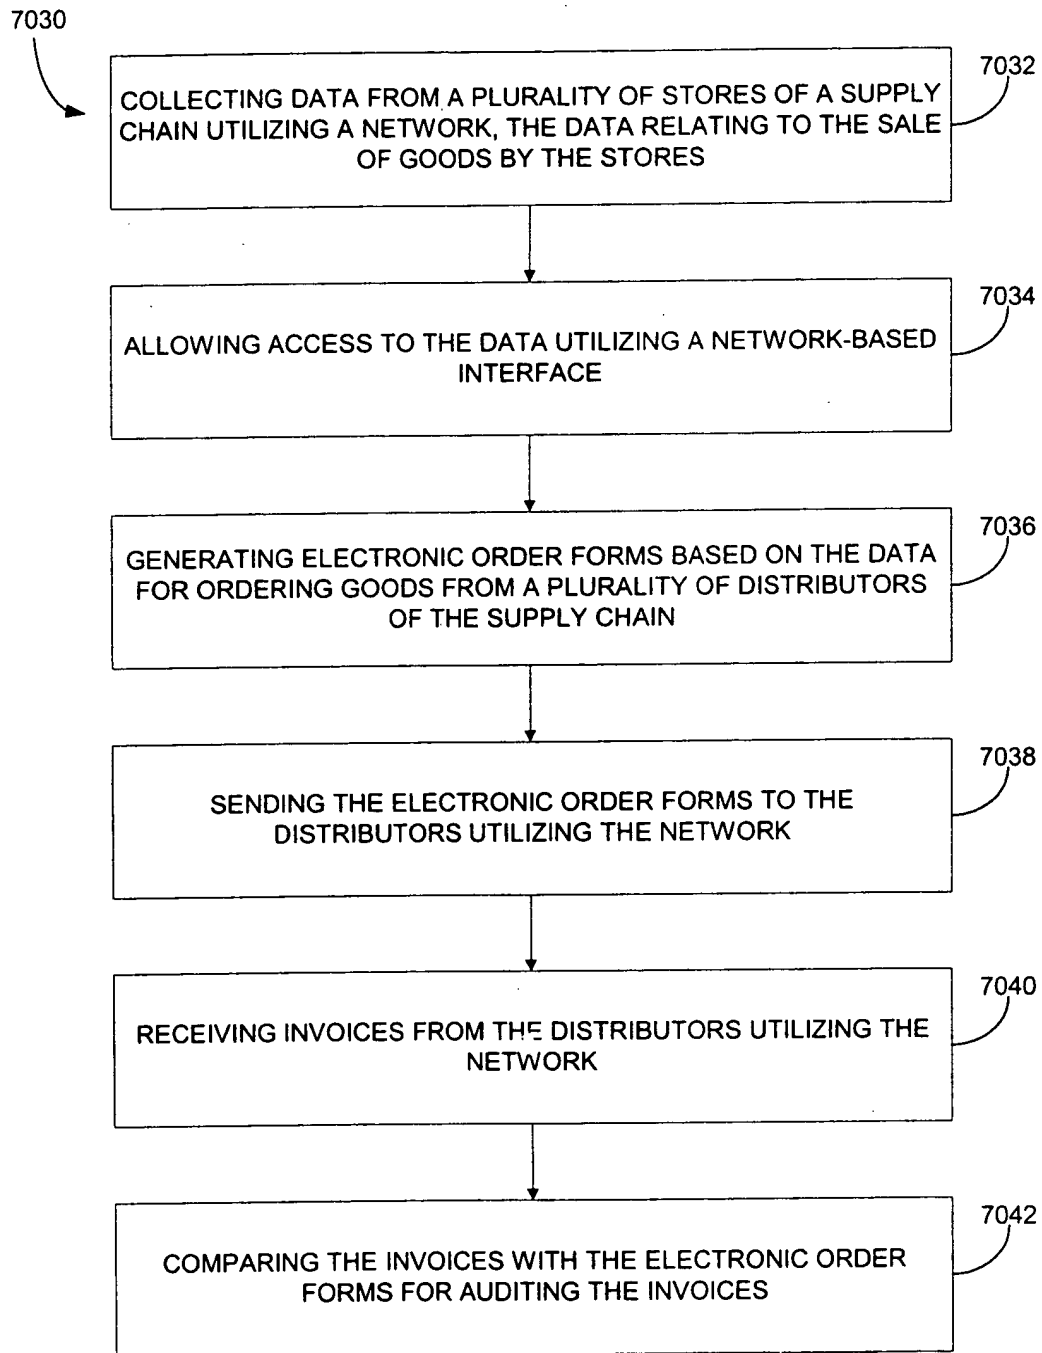 7030
7032
COLLECTING DATA FROM A PLURALITY OF STORES OF A SUPPLY
CHAIN UTILIZING A NETWORK, THE DATA RELATING TO THE SALE
OF GOODS BY THE STORES
7034
ALLOWING ACCESS TO THE DATA UTILIZING A NETWORK-BASED
INTERFACE
7036
GENERATING ELECTRONIC ORDER FORMS BASED ON THE DATA
FOR ORDERING GOODS FROM A PLURALITY OF DISTRIBUTORS
OF THE SUPPLY CHAIN
7038
SENDING THE ELECTRONIC ORDER FORMS TO THE
DISTRIBUTORS UTILIZING THE NETWORK
7040
RECEIVING INVOICES FROM THE DISTRIBUTORS UTILIZING THE
NETWORK
7042
COMPARING THE INVOICES WITH THE ELECTRONIC ORDER
FORMS FOR AUDITING THE INVOICES